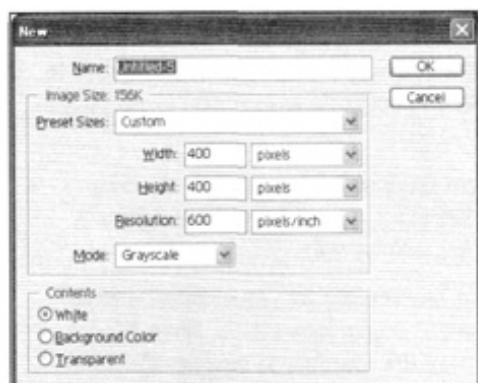 New
Name: Untitled-5
OK
Image Size: 156K
Cancel
Preset Sizes: Custom
Width: 400 pixels
Height: 400 pixels
Resolution: 600 pixels/inch
Mode: Grayscale
Contents
White
Background Color
Transparent